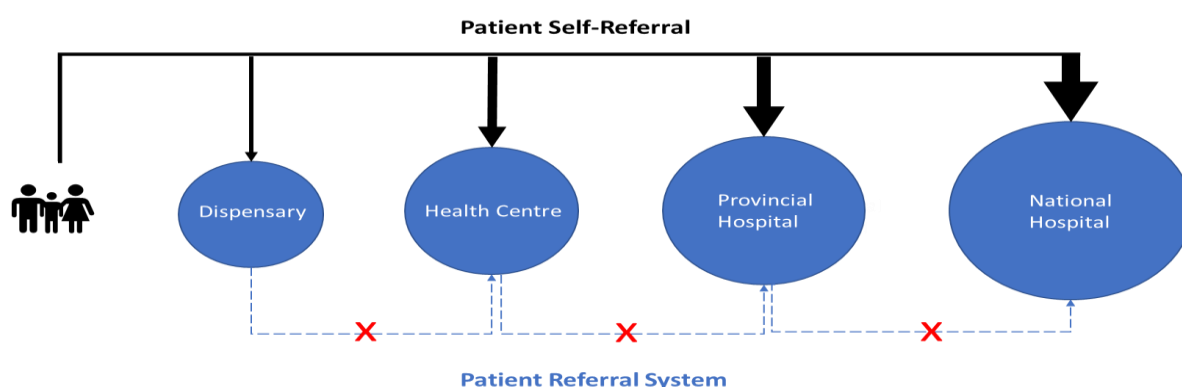 Patient Self-Referral
Dispensary
Health Centre
Provincial
Hospital
National
Hospital
X
X
X
Patient Referral System